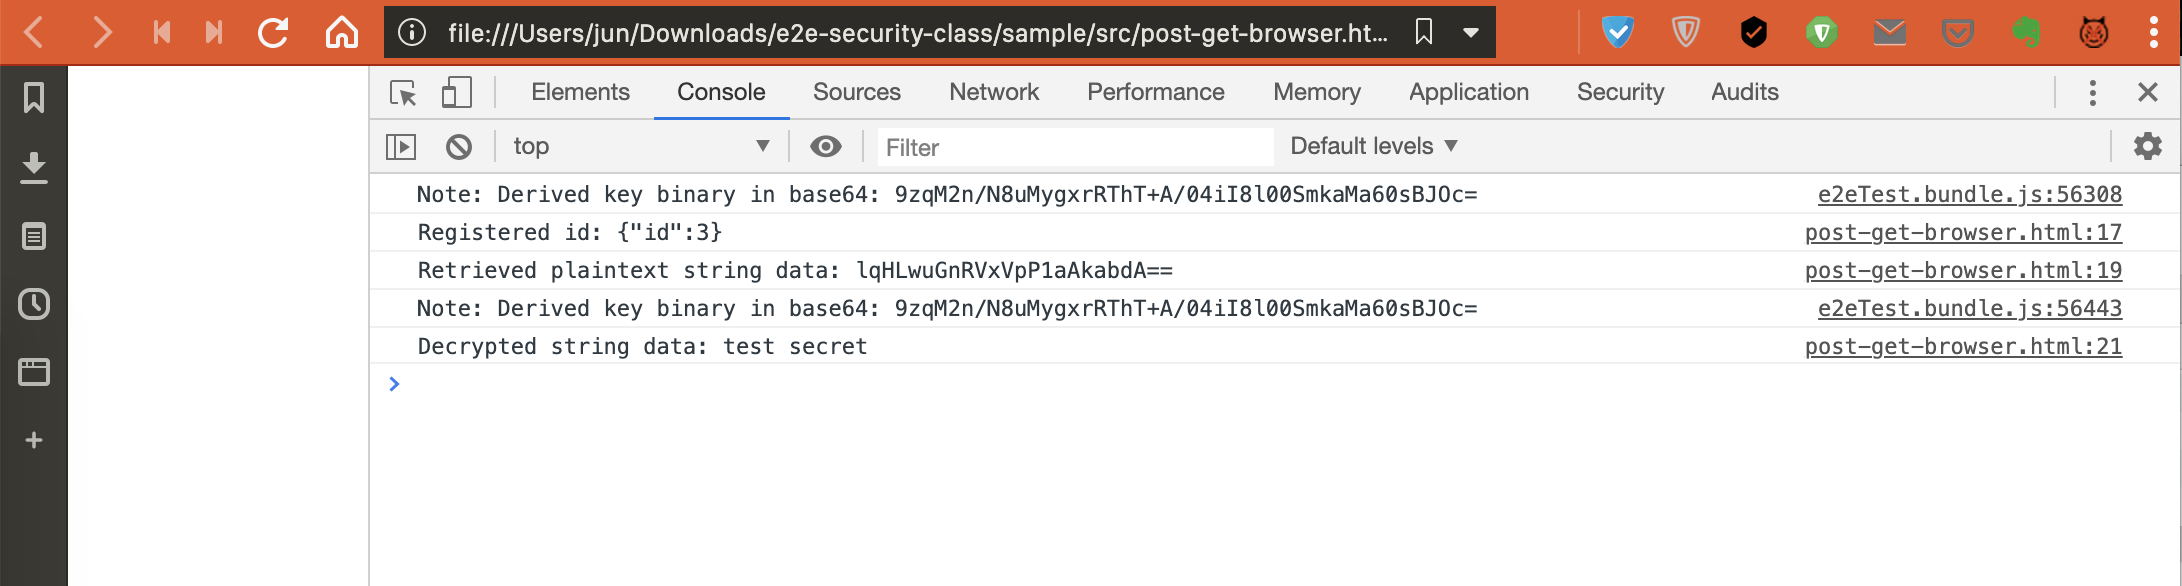 file:///Users/jun/Downloads/e2e-security-class/sample/src/post-get-browser.ht...
Elements Console Sources Network Performance Memory Application Security Audits
top Filter Default levels
Note: Derived key binary in base64: 9zqM2n/N8uMygxrRThT+A/04iI8l00SmkaMa60sBJOc= e2eTest.bundle.js:56308
Registered id: {"id":3} post-get-browser.html:17
Retrieved plaintext string data: lqHLwuGnRVxVpP1aAkabdA== post-get-browser.html:19
Note: Derived key binary in base64: 9zqM2n/N8uMygxrRThT+A/04iI8l00SmkaMa60sBJOc= e2eTest.bundle.js:56443
Decrypted string data: test secret post-get-browser.html:21